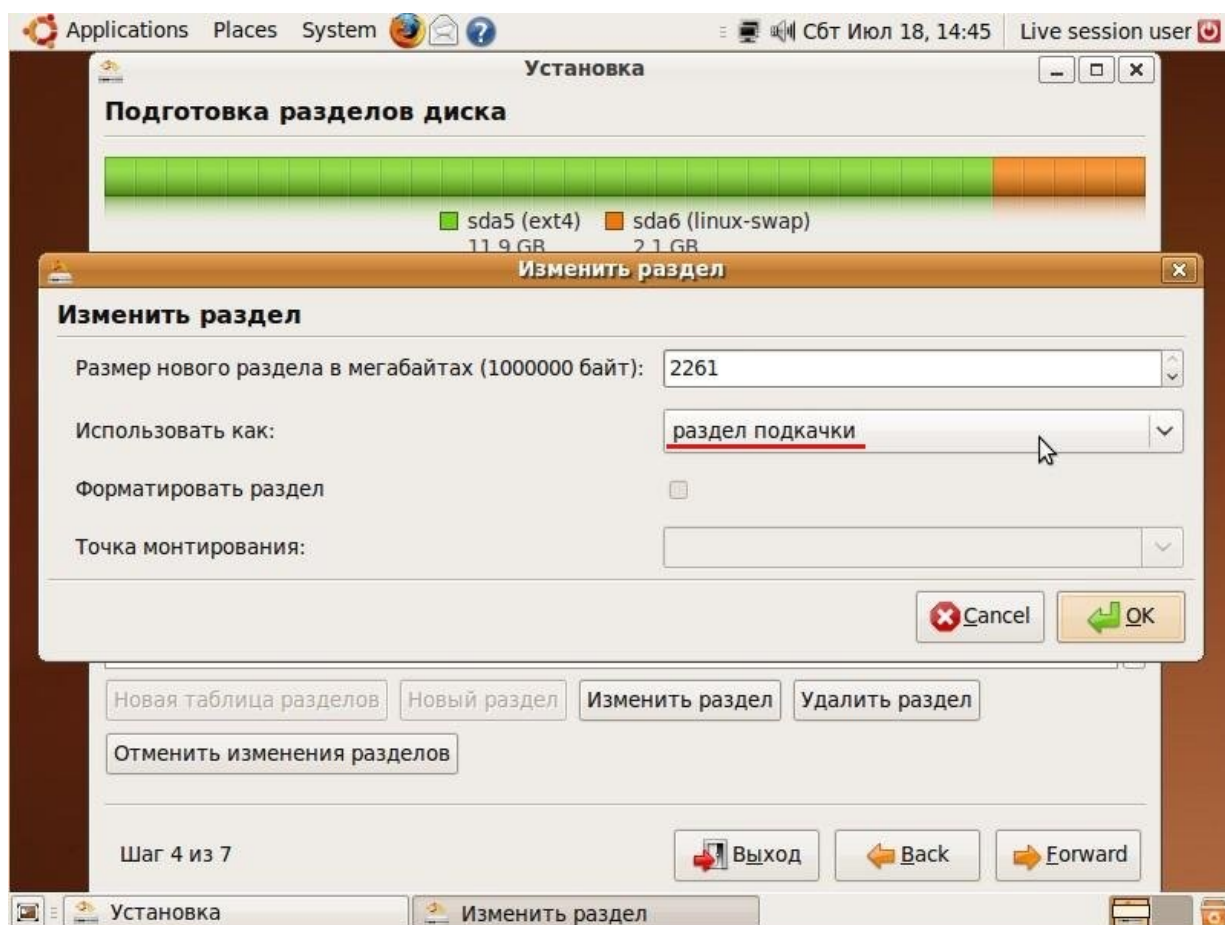 Applications Places System Сбт Июл 18, 14:45 Live session user
Установка
Подготовка разделов диска
sda5 (ext4) sda6 (linux-swap)
11.9 GB 2.1 GB
Изменить раздел
Изменить раздел
Размер нового раздела в мегабайтах (1000000 байт): 2261
Использовать как: раздел подкачки
Форматировать раздел
Точка монтирования:
Cancel OK
Новая таблица разделов Новый раздел Изменить раздел Удалить раздел
Отменить изменения разделов
Шаг 4 из 7 Выход Back Forward
Установка Изменить раздел